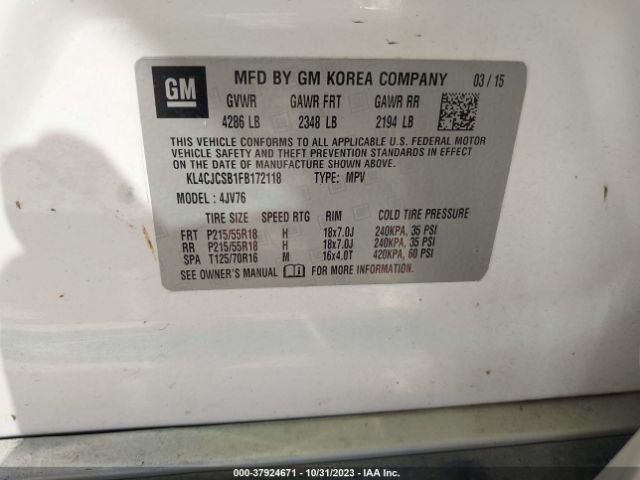 GM
MFD BY GM KOREA COMPANY 03 / 15
GVWR GAWR FRT GAWR RR
4286 LB 2348 LB 2194 LB
THIS VEHICLE CONFORMS TO ALL APPLICABLE U.S. FEDERAL MOTOR
VEHICLE SAFETY AND THEFT PREVENTION STANDARDS IN EFFECT
ON THE DATE OF MANUFACTURE SHOWN ABOVE.
KL4CJCSB1FB172118 TYPE: MPV
MODEL : 4JV76
TIRE SIZE SPEED RTG RIM COLD TIRE PRESSURE
FRT P215/55R18 H 18x7.0J 240KPA, 35 PSI
RR P215/55R18 H 18x7.0J 240KPA, 35 PSI
SPA T125/70R16 M 16x4.0T 420KPA, 60 PSI
SEE OWNER'S MANUAL FOR MORE INFORMATION.
000-37924671 - 10/31/2023 - IAA Inc.